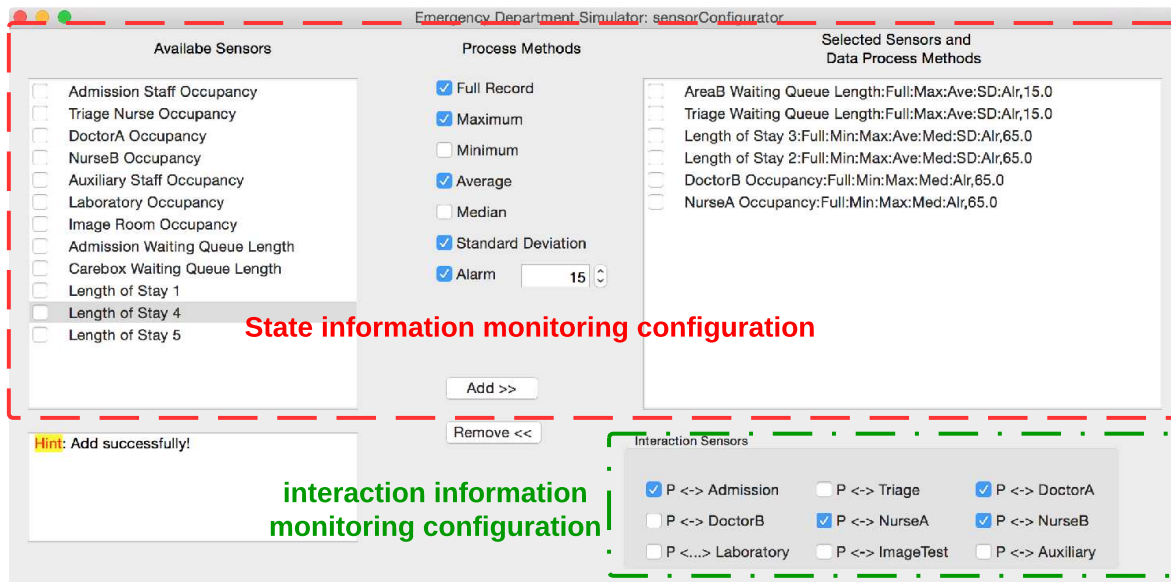 Emergency Department Simulator: sensorConfigurator
Availabe Sensors
Process Methods
Selected Sensors and
Data Process Methods
Admission Staff Occupancy
Triage Nurse Occupancy
DoctorA Occupancy
NurseB Occupancy
Auxiliary Staff Occupancy
Laboratory Occupancy
Image Room Occupancy
Admission Waiting Queue Length
Carebox Waiting Queue Length
Length of Stay 1
Length of Stay 4
Length of Stay 5
Full Record
Maximum
Minimum
Average
Median
Standard Deviation
Alarm 15
AreaB Waiting Queue Length:Full:Max:Ave:SD:Alr,15.0
Triage Waiting Queue Length:Full:Max:Ave:SD:Alr,15.0
Length of Stay 3:Full:Min:Max:Ave:Med:SD:Alr,65.0
Length of Stay 2:Full:Min:Max:Ave:Med:SD:Alr,65.0
DoctorB Occupancy:Full:Min:Max:Med:Alr,65.0
NurseA Occupancy:Full:Min:Max:Med:Alr,65.0
State information monitoring configuration
Add >>
Remove <<
Hint: Add successfully!
interaction information
monitoring configuration
Interaction Sensors
P <-> Admission P <-> Triage P <-> DoctorA
P <-> DoctorB P <-> NurseA P <-> NurseB
P <...> Laboratory P <-> ImageTest P <-> Auxiliary